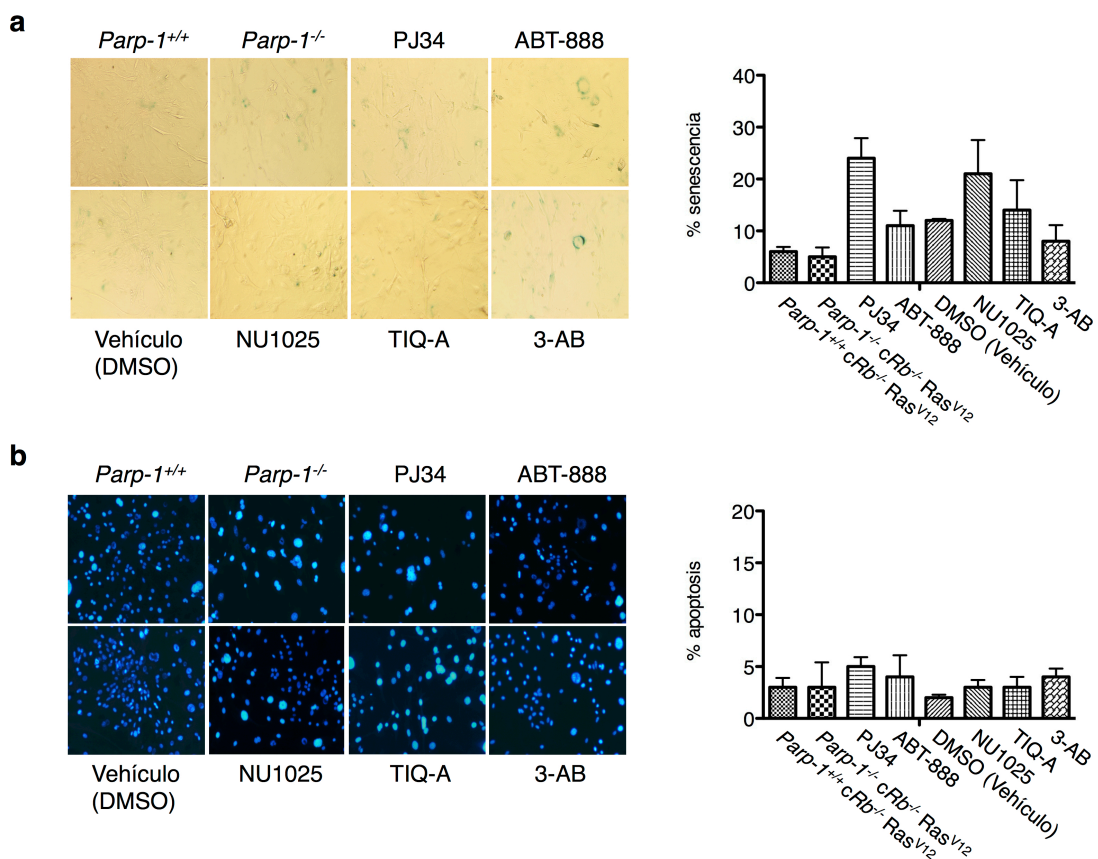 a
Parp-1+/+ Parp-1-/- PJ34 ABT-888
Vehículo
(DMSO)
NU1025 TIQ-A 3-AB
% senescencia
40
30
20
10
0
Parp-1+/+ cRb-/- RasV12
Parp-1-/- cRb-/- RasV12
PJ34
ABT-888
DMSO (Vehículo)
NU1025
TIQ-A
3-AB
b
Parp-1+/+ Parp-1-/- PJ34 ABT-888
Vehículo
(DMSO)
NU1025 TIQ-A 3-AB
% apoptosis
20
15
10
5
0
Parp-1+/+ cRb-/- RasV12
Parp-1-/- cRb-/- RasV12
PJ34
ABT-888
DMSO (Vehículo)
NU1025
TIQ-A
3-AB